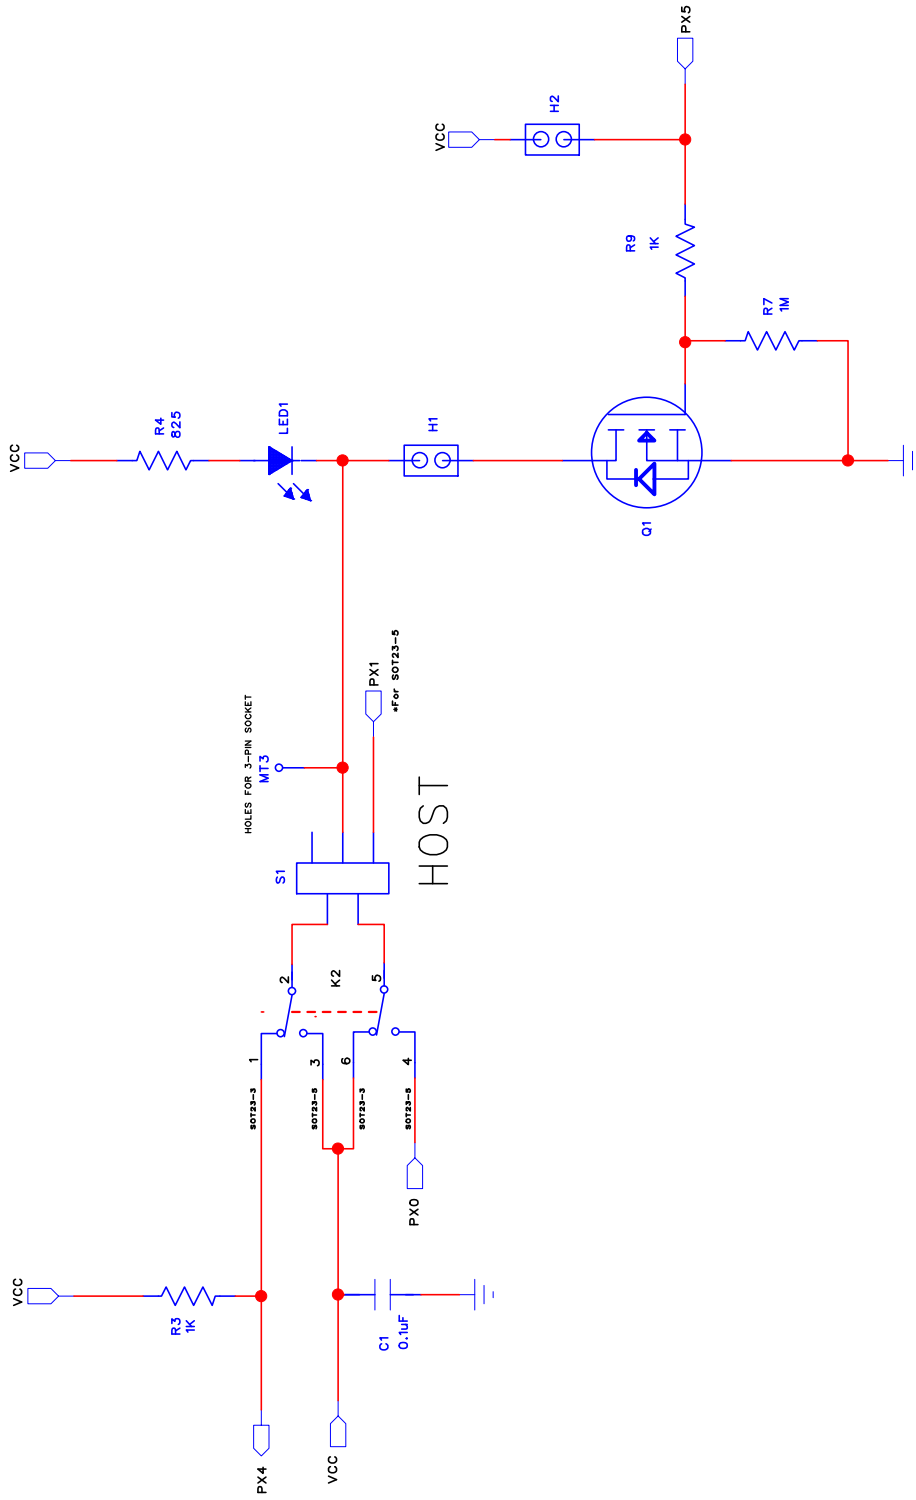 PX5
VCC
H2
R9
1K
R7
1M
VCC
R4
825
LED1
H1
Q1
HOLES FOR 3-PIN SOCKET
MT3
PX1
*For SOT23-5
S1
HOST
2
K2
5
1
3
6
4
SOT23-3
SOT23-5
SOT23-3
SOT23-5
PX0
VCC
R3
1K
C1
0.1uF
PX4
VCC